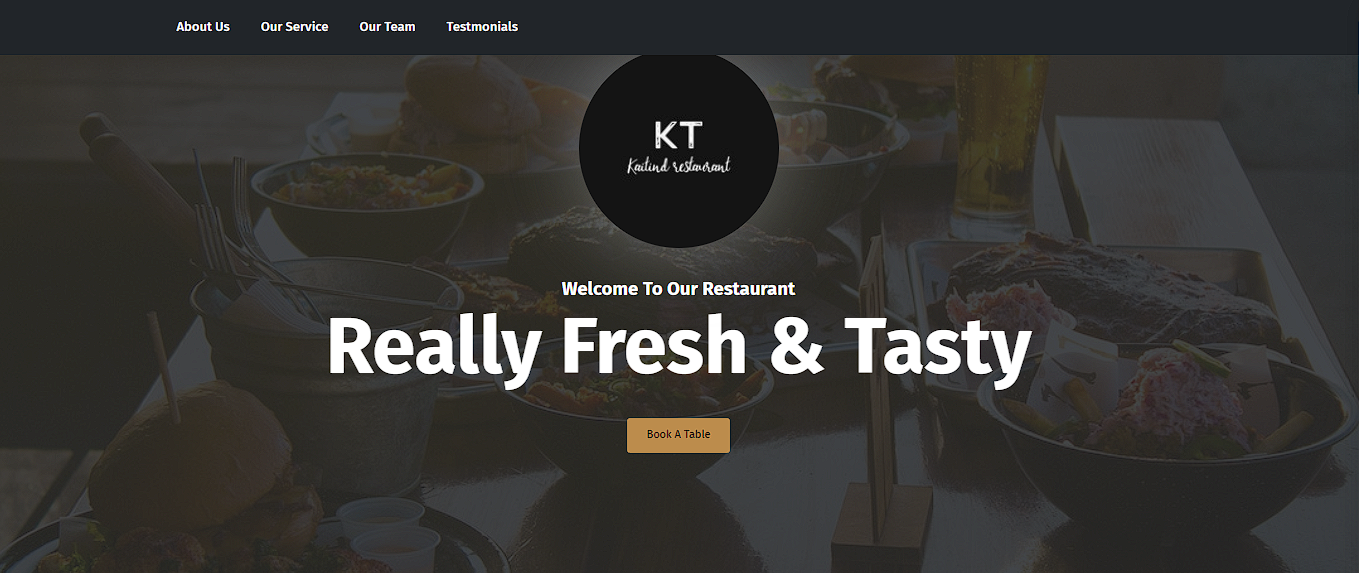 About Us Our Service Our Team Testmonials
KT
Kaitind restaurant
Welcome To Our Restaurant
Really Fresh & Tasty
Book A Table